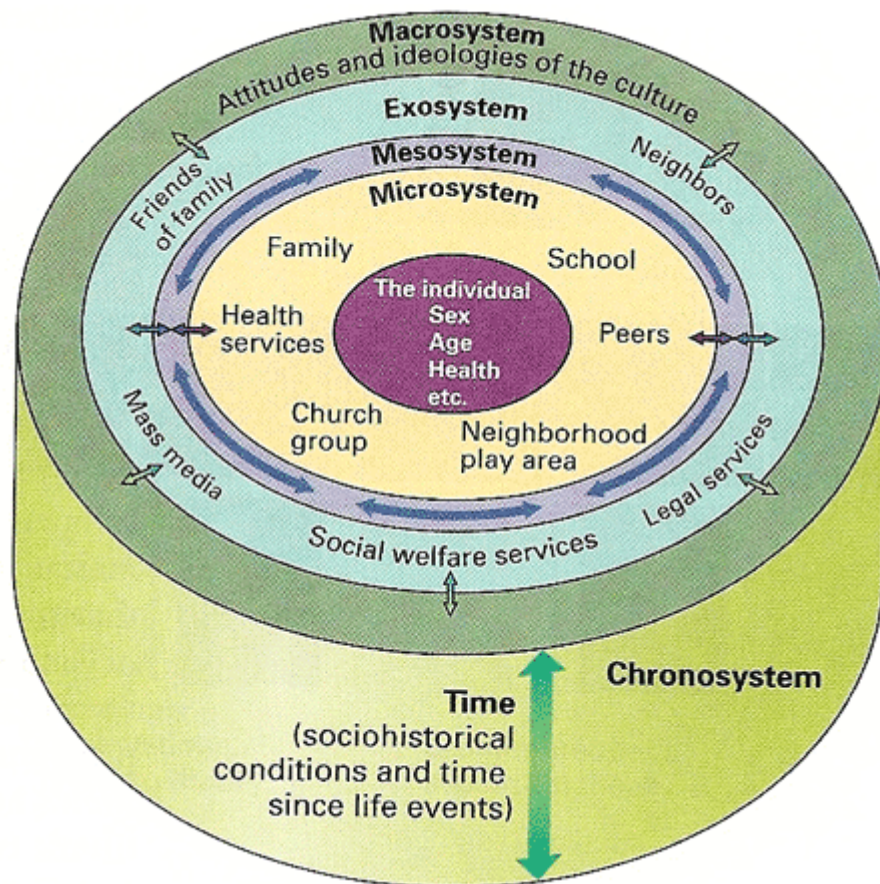 Macrosystem
Attitudes and ideologies of the culture
Exosystem
Mesosystem
Microsystem
Friends
of family
Neighbors
Family
School
The individual
Sex
Age
Health
etc.
Health
services
Peers
Church
group
Neighborhood
play area
Mass media
Legal services
Social welfare services
Chronosystem
Time
(sociohistorical
conditions and time
since life events)